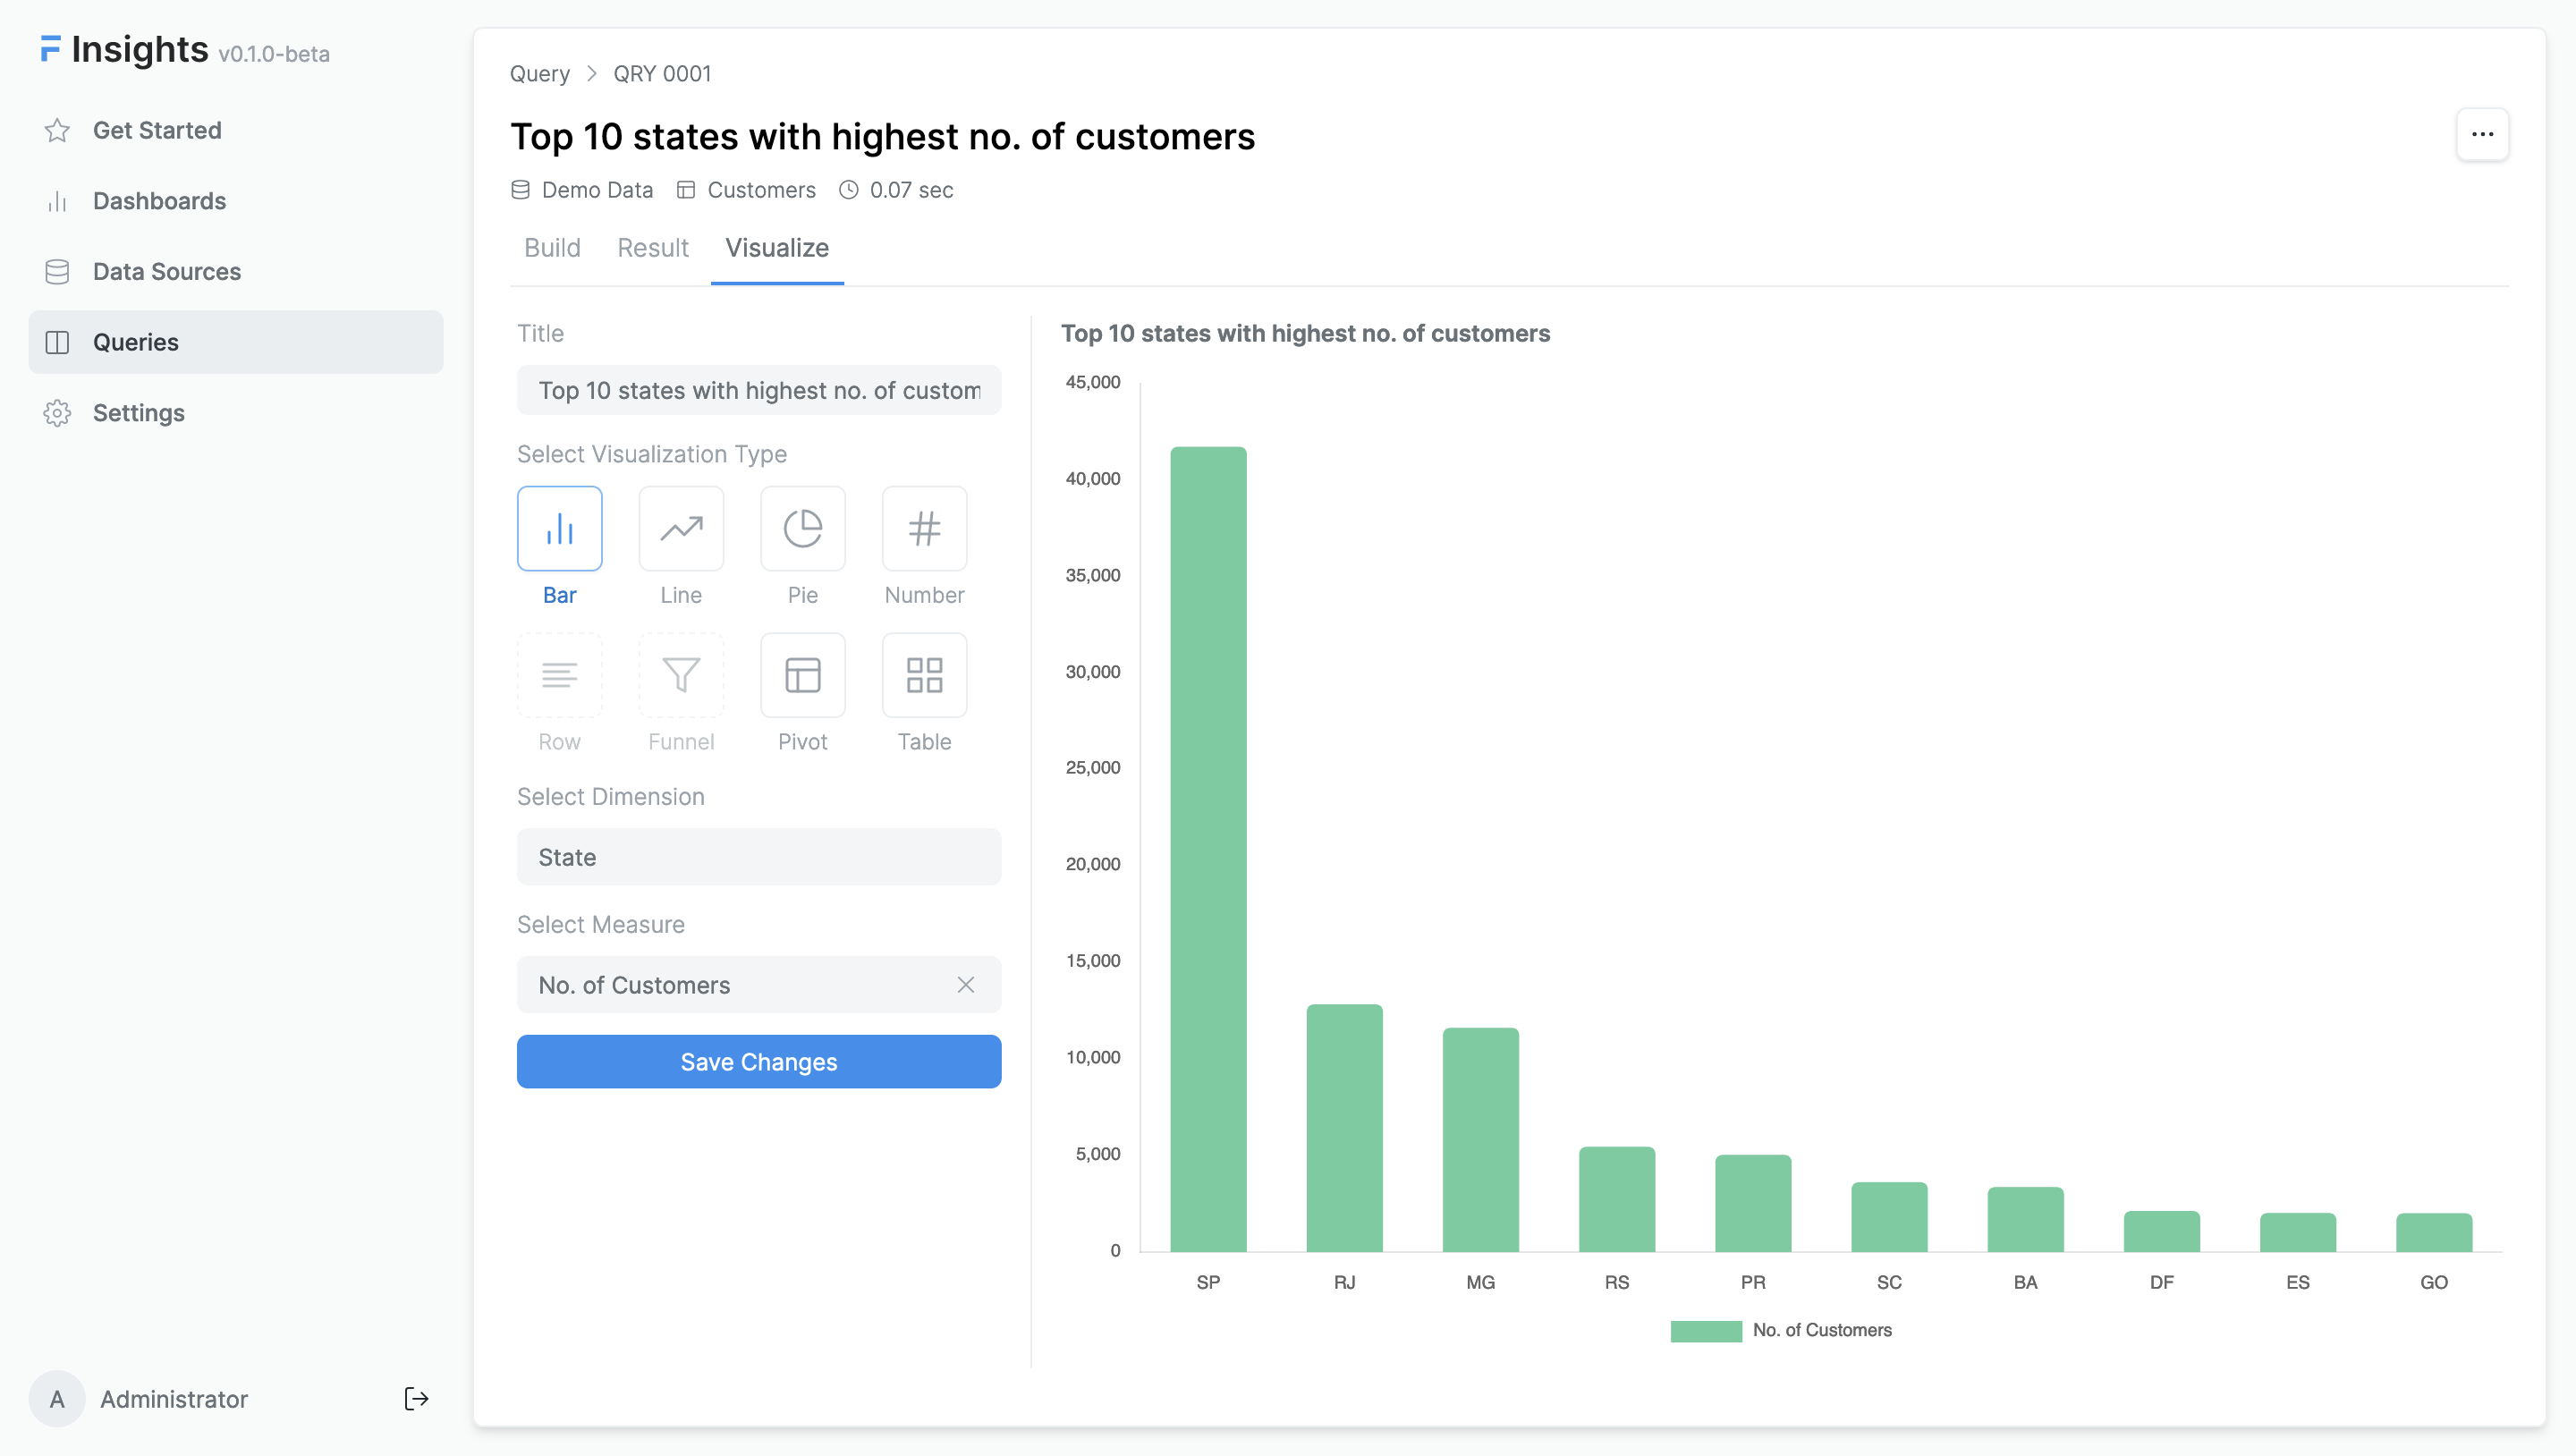 Insights v0.1.0-beta
Get Started
Dashboards
Data Sources
Queries
Settings
A Administrator
Query > QRY 0001
Top 10 states with highest no. of customers
...
Demo Data Customers 0.07 sec
Build Result Visualize
Title
Top 10 states with highest no. of custom
Select Visualization Type
Bar Line Pie Number
Row Funnel Pivot Table
Select Dimension
State
Select Measure
No. of Customers
Save Changes
Top 10 states with highest no. of customers
45,000
40,000
35,000
30,000
25,000
20,000
15,000
10,000
5,000
0
SP RJ MG RS PR SC BA DF ES GO
No. of Customers